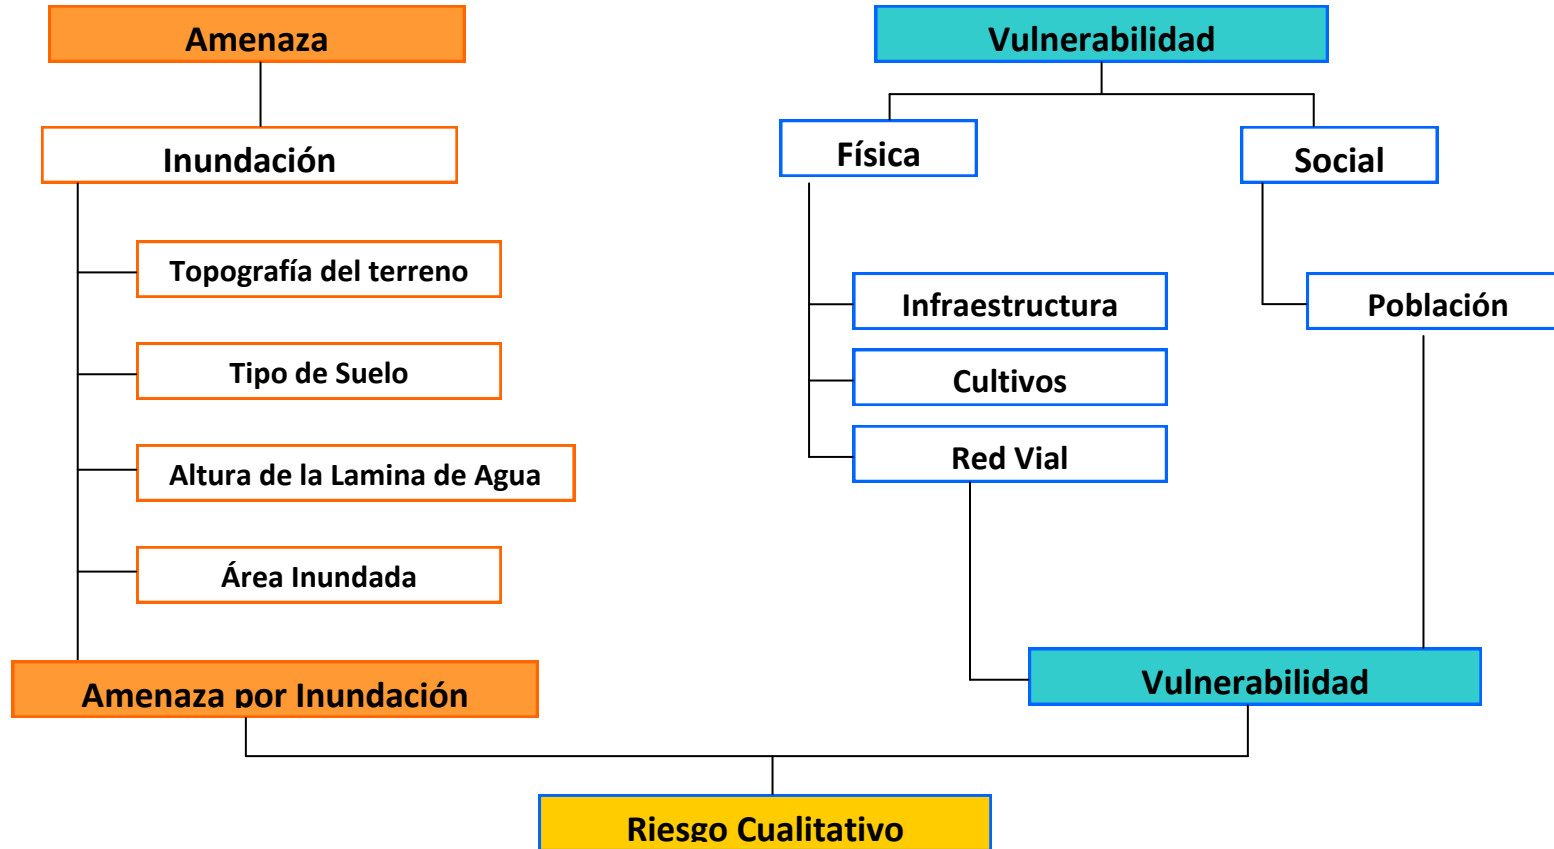 Amenaza
Vulnerabilidad
Inundación
Física
Social
Topografía del terreno
Infraestructura
Población
Tipo de Suelo
Cultivos
Altura de la Lamina de Agua
Red Vial
Área Inundada
Amenaza por Inundación
Vulnerabilidad
Riesgo Cualitativo